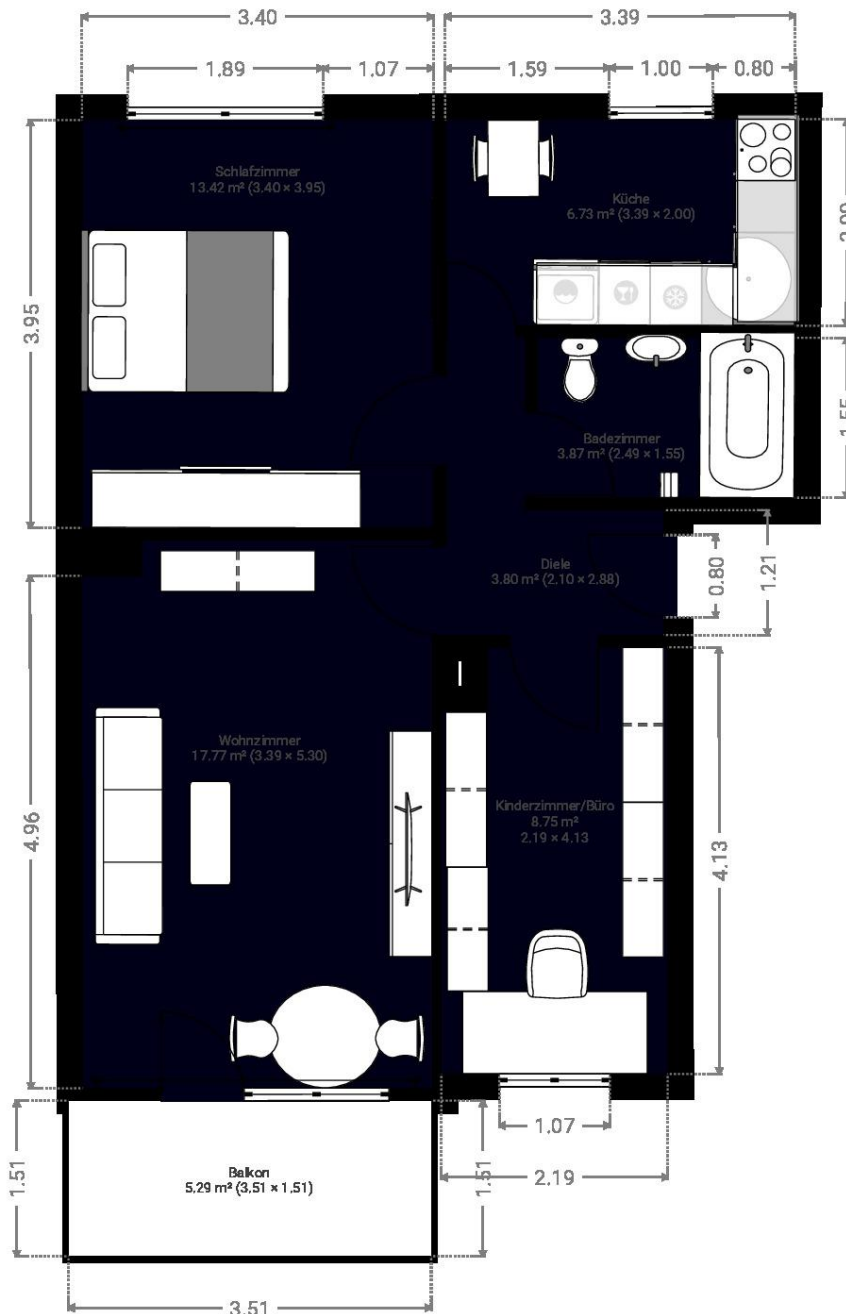 3.40
3.39
1.89
1.07
1.59
1.00
0.80
Schlafzimmer
13.42 m² (3.40 × 3.95)
Küche
6.73 m² (3.39 × 2.00)
2.00
3.95
1.55
Badezimmer
3.87 m² (2.49 × 1.55)
Diele
3.80 m² (2.10 × 2.88)
0.80
1.21
Wohnzimmer
17.77 m² (3.39 × 5.30)
Kinderzimmer/Büro
8.75 m²
2.19 × 4.13
4.96
4.13
1.07
2.19
1.51
Balkon
5.29 m² (3.51 × 1.51)
1.51
3.51